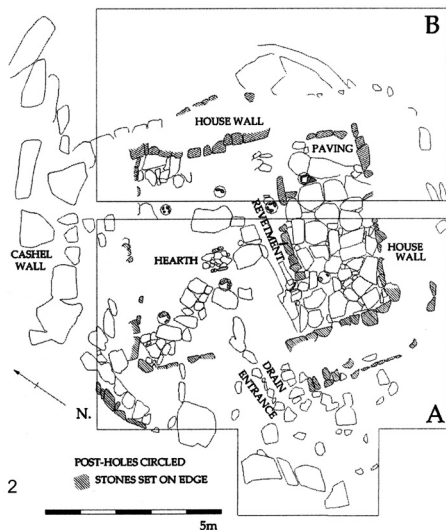 B
HOUSE WALL
PAVING
REVETMENT
CASHEL
WALL
HEARTH
HOUSE
WALL
DRAIN
ENTRANCE
N.
A
POST-HOLES CIRCLED
STONES SET ON EDGE
2
5m